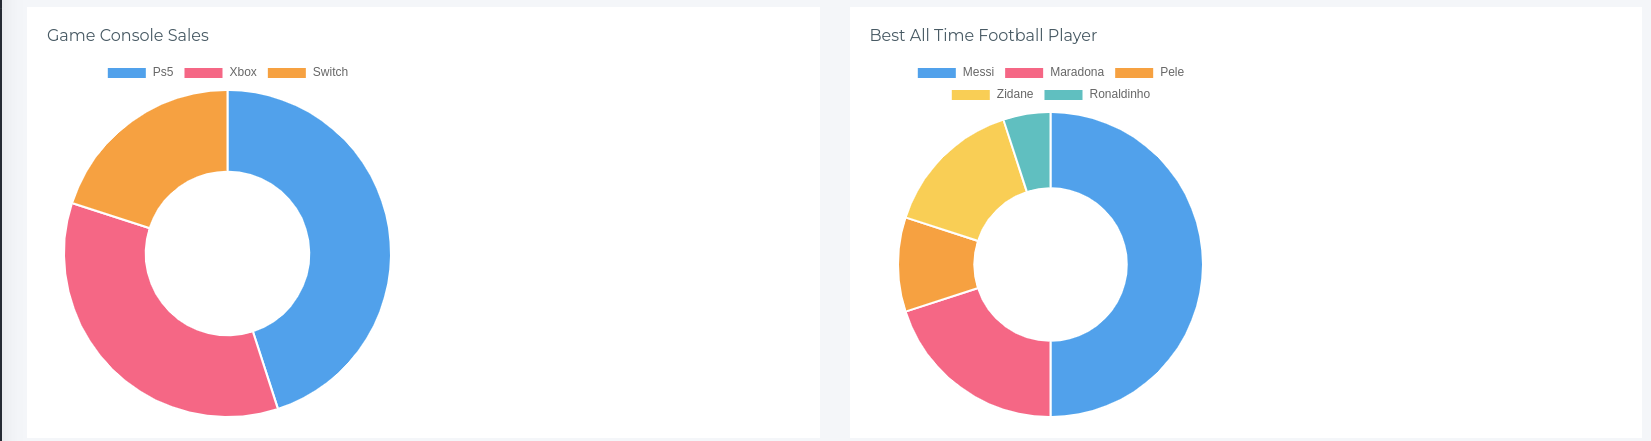 Game Console Sales
Ps5 Xbox Switch
Best All Time Football Player
Messi Maradona Pele
Zidane Ronaldinho